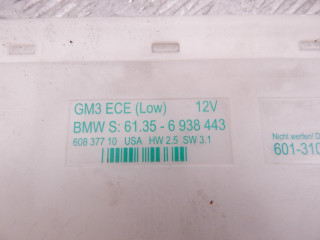 GM3 ECE (Low) 12V
BMW S: 61.35 - 6 938 443
608 377 10 USA HW 2.5 SW 3.1
Nicht werfen!
601-310